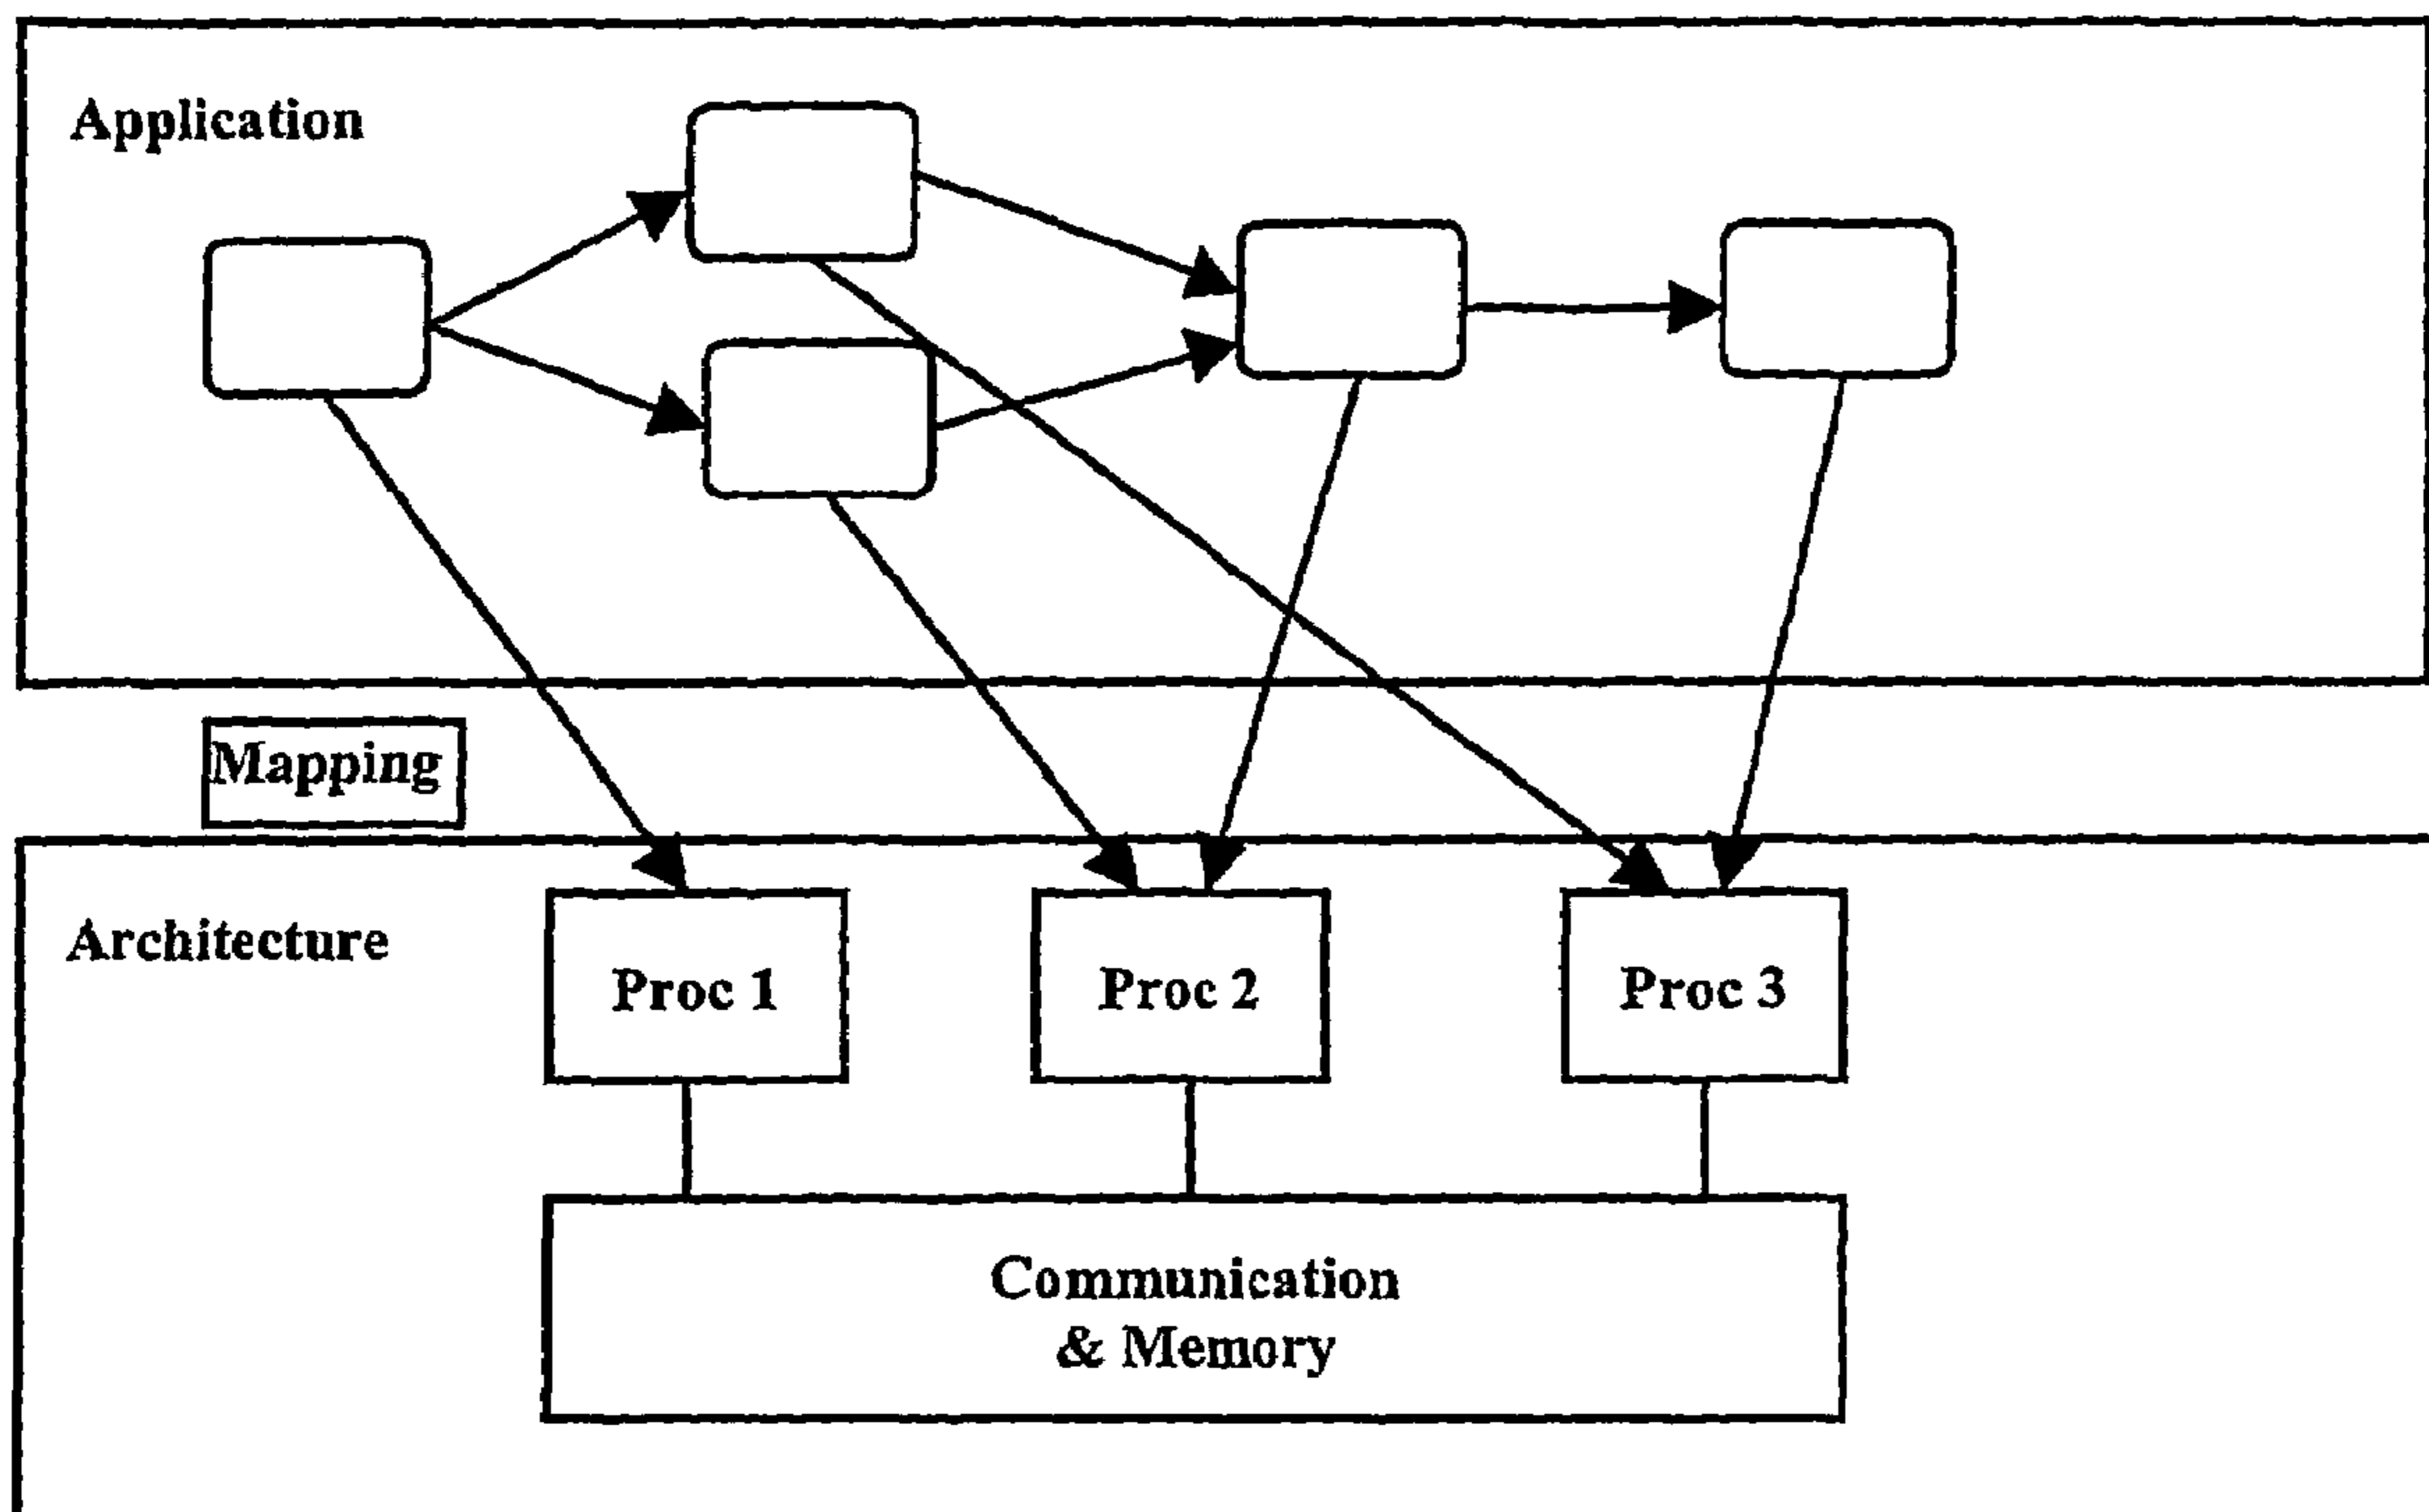 Application
Mapping
Architecture
Proc 1
Proc 2
Proc 3
Communication
& Memory